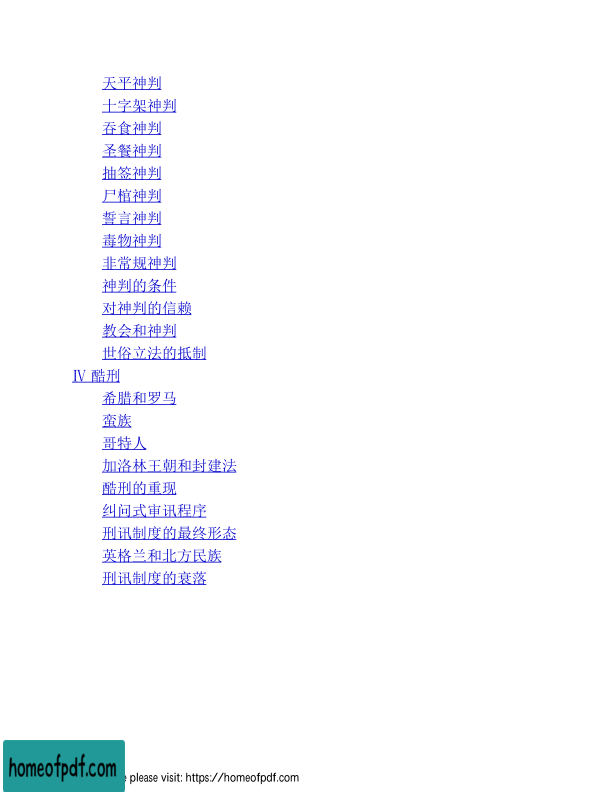 天平神判
十字架神判
吞食神判
圣餐神判
抽签神判
尸棺神判
誓言神判
毒物神判
非常规神判
神判的条件
对神判的信赖
教会和神判
世俗立法的抵制
Ⅳ 酷刑
希腊和罗马
蛮族
哥特人
加洛林王朝和封建法
酷刑的重现
纠问式审讯程序
刑讯制度的最终形态
英格兰和北方民族
刑讯制度的衰落
homeofpdf.com
please visit: https://homeofpdf.com